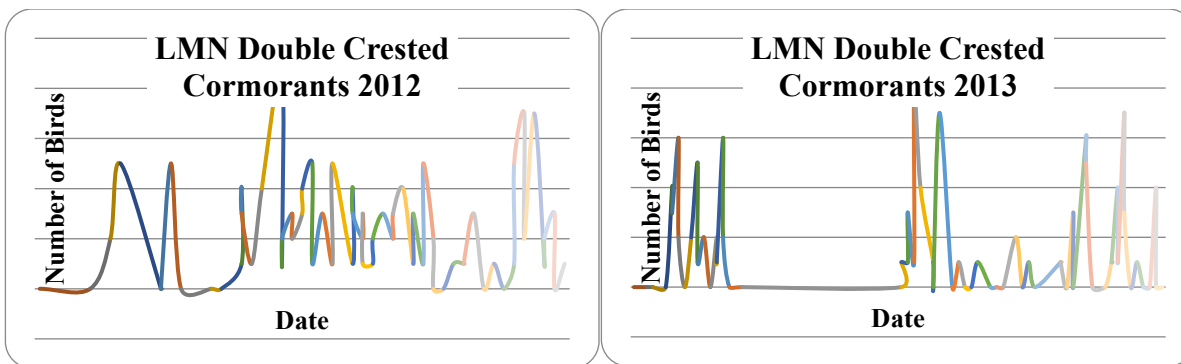 LMN Double Crested
Cormorants 2012
Number of Birds
Date
LMN Double Crested
Cormorants 2013
Number of Birds
Date